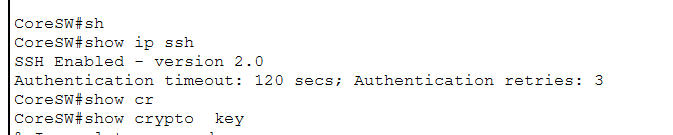 CoreSW#sh
CoreSW#show ip ssh
SSH Enabled - version 2.0
Authentication timeout: 120 secs; Authentication retries: 3
CoreSW#show cr
CoreSW#show crypto  key